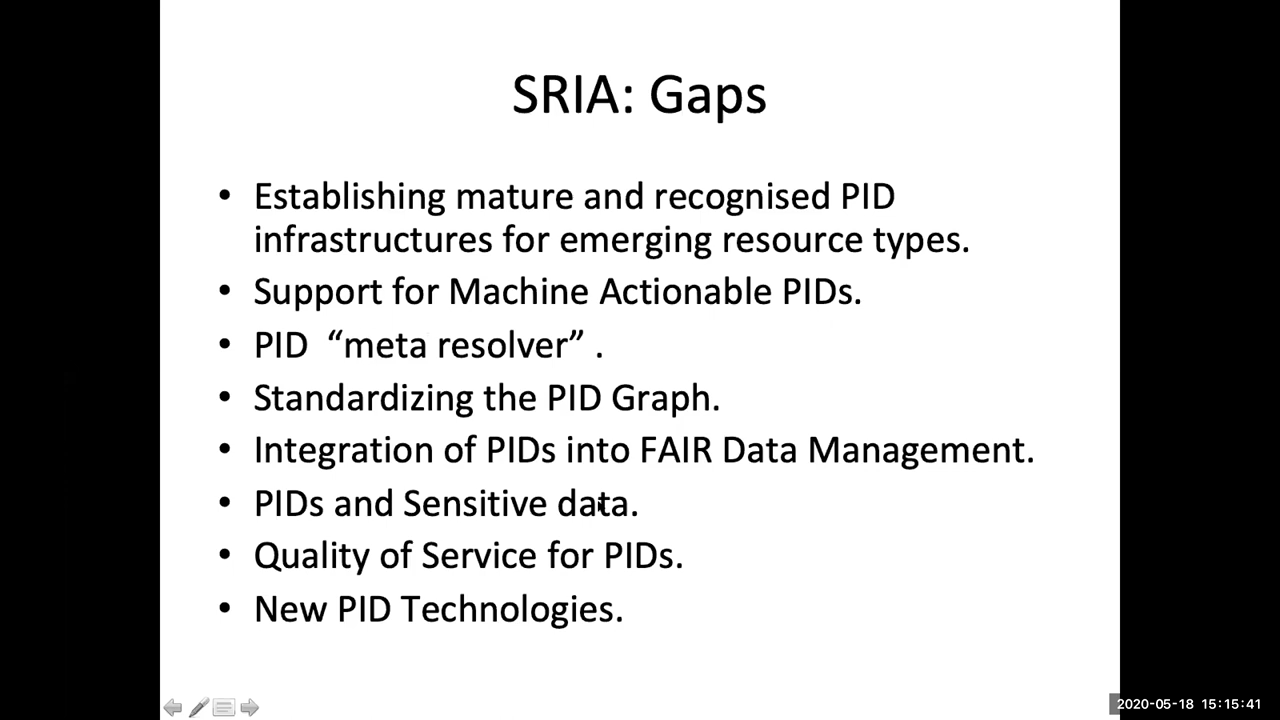 SRIA: Gaps
• Establishing mature and recognised PID
infrastructures for emerging resource types.
• Support for Machine Actionable PIDs.
• PID “meta resolver” .
• Standardizing the PID Graph.
• Integration of PIDs into FAIR Data Management.
• PIDs and Sensitive data.
• Quality of Service for PIDs.
• New PID Technologies.
2020-05-18 15:15:41